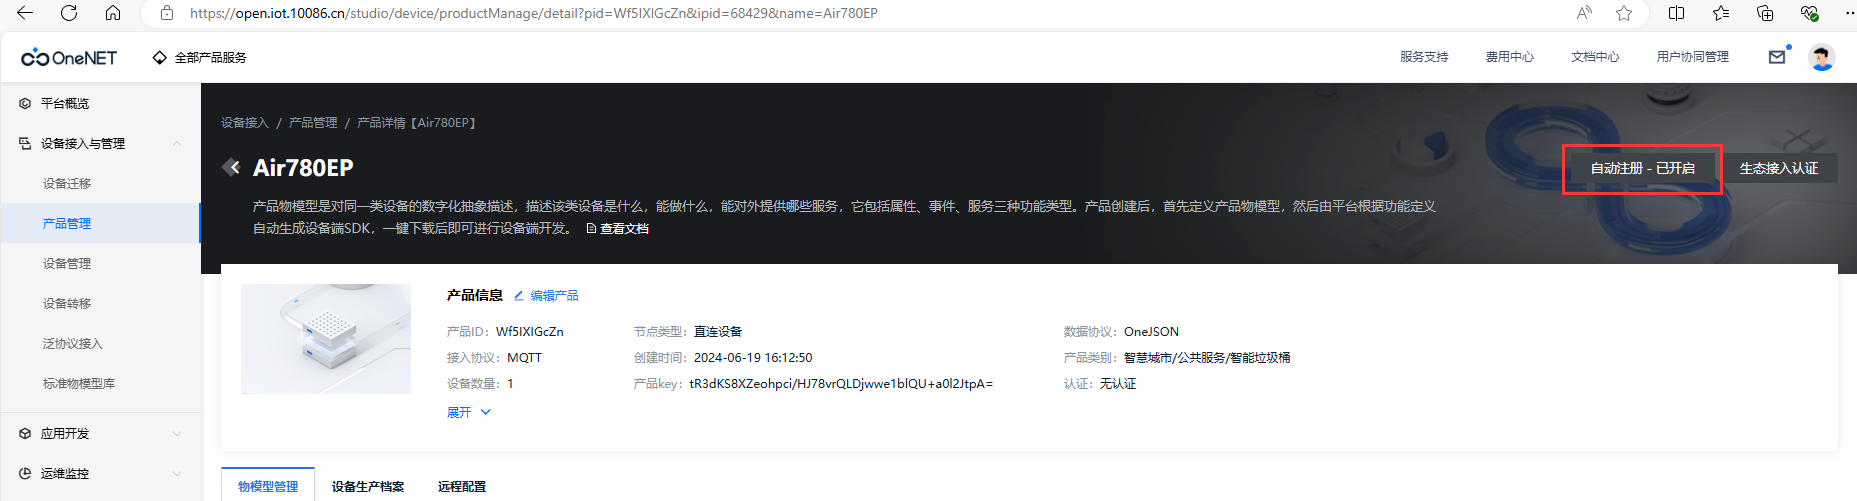 https://open.iot.10086.cn/studio/device/productManage/detail?pid=Wf5IXIGcZn&ipid=68429&name=Air780EP
OneNET
全部产品服务
服务支持
费用中心
文档中心
用户协同管理
平台概览
设备接入与管理
设备迁移
产品管理
设备管理
设备转移
泛协议接入
标准物模型库
应用开发
运维监控
设备接入 / 产品管理 / 产品详情【Air780EP】
Air780EP
自动注册 - 已开启
生态接入认证
产品物模型是对同一类设备的数字化抽象描述，描述该类设备是什么，能做什么，能对外提供哪些服务，它包括属性、事件、服务三种功能类型。产品创建后，首先定义产品物模型，然后由平台根据功能定义
自动生成设备端SDK，一键下载后即可进行设备端开发。 查看文档
产品信息 编辑产品
产品ID： Wf5IXIGcZn 节点类型： 直连设备 数据协议： OneJSON
接入协议： MQTT 创建时间： 2024-06-19 16:12:50 产品类别： 智慧城市/公共服务/智能垃圾桶
设备数量： 1 产品key： tR3dKS8XZeohpci/HJ78vrQLDjwwe1blQU+a0l2JtpA= 认证： 无认证
展开
物模型管理 设备生产档案 远程配置